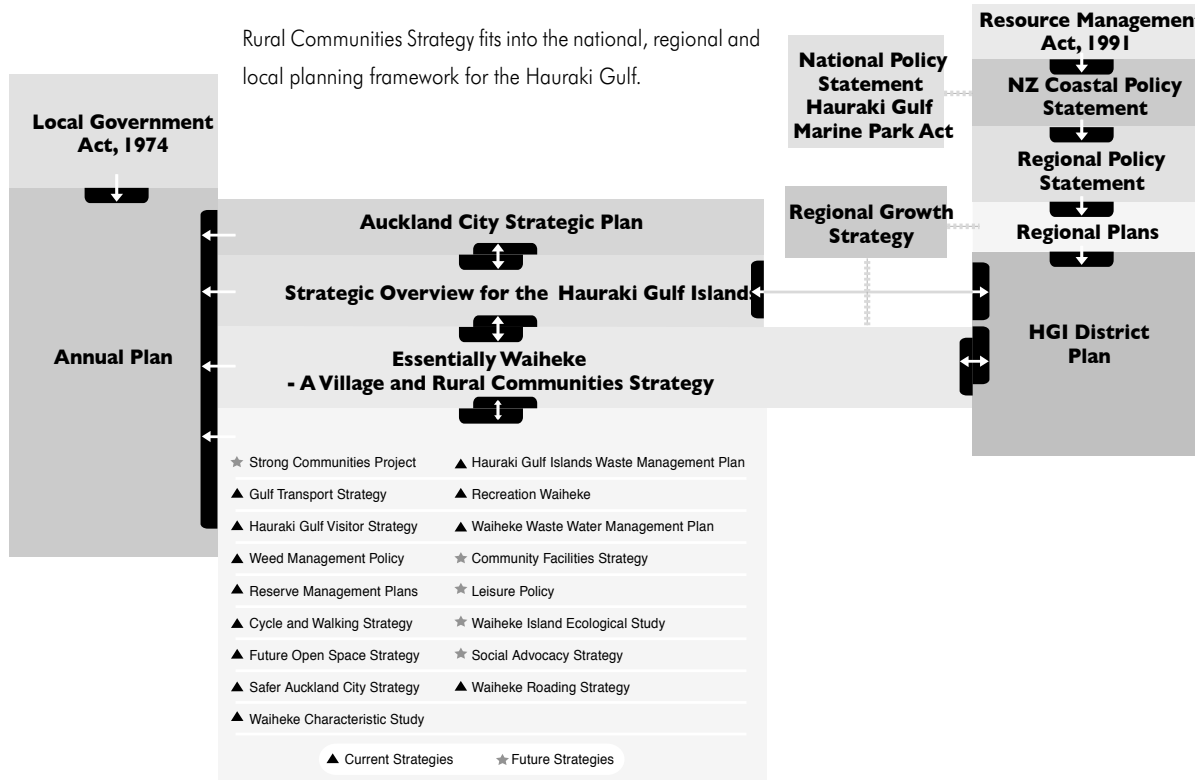 Rural Communities Strategy fits into the national, regional and
local planning framework for the Hauraki Gulf.
Resource Management
Act, 1991
National Policy
Statement
Hauraki Gulf
Marine Park Act
NZ Coastal Policy
Statement
Local Government
Act, 1974
Regional Policy
Statement
Regional Growth
Strategy
Regional Plans
Auckland City Strategic Plan
Strategic Overview for the Hauraki Gulf Islands
HGI District
Plan
Annual Plan
Essentially Waiheke
- A Village and Rural Communities Strategy
★ Strong Communities Project
▲ Gulf Transport Strategy
▲ Hauraki Gulf Visitor Strategy
▲ Weed Management Policy
▲ Reserve Management Plans
▲ Cycle and Walking Strategy
▲ Future Open Space Strategy
▲ Safer Auckland City Strategy
▲ Waiheke Characteristic Study
▲ Hauraki Gulf Islands Waste Management Plan
▲ Recreation Waiheke
▲ Waiheke Waste Water Management Plan
★ Community Facilities Strategy
★ Leisure Policy
★ Waiheke Island Ecological Study
★ Social Advocacy Strategy
▲ Waiheke Roading Strategy
▲ Current Strategies ★ Future Strategies